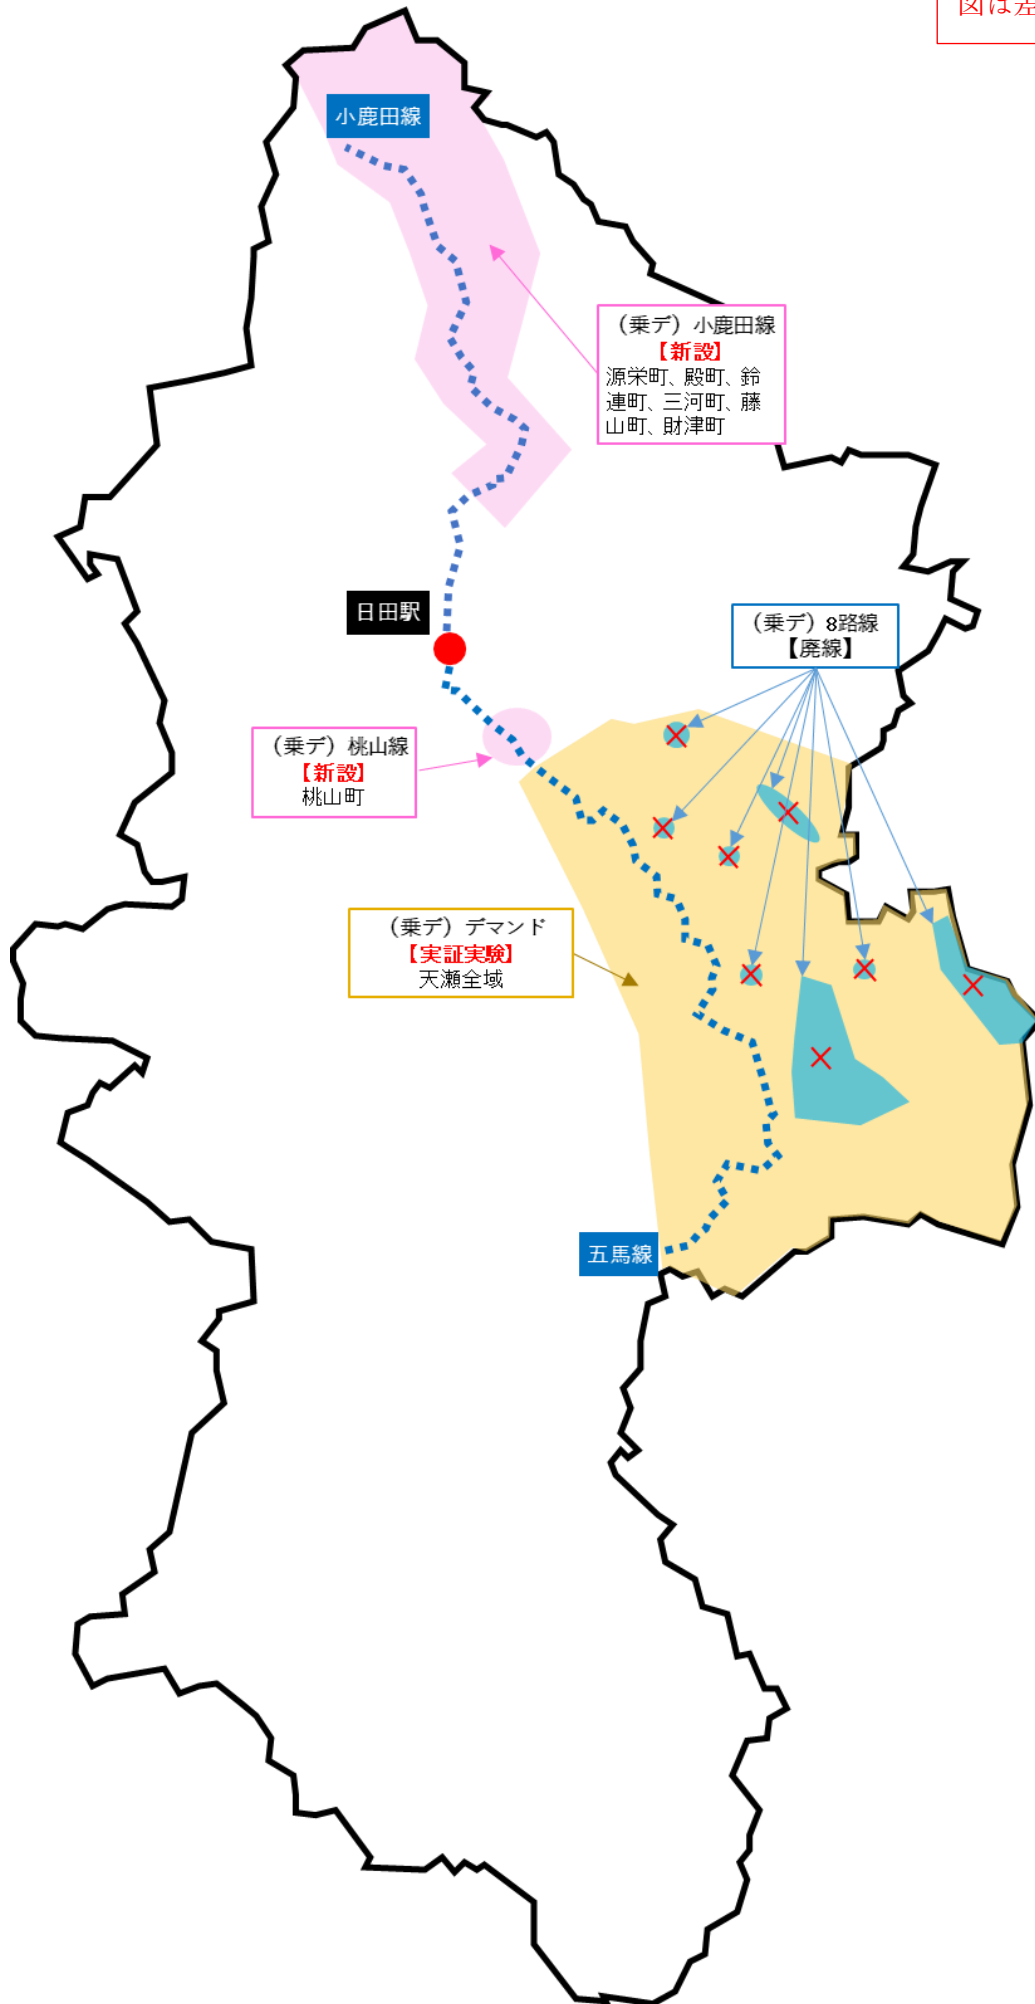 図は差
小鹿田線
（乗デ）小鹿田線
【新設】
源栄町、殿町、鈴
連町、三河町、藤
山町、財津町
日田駅
（乗デ）8路線
【廃線】
（乗デ）桃山線
【新設】
桃山町
（乗デ）デマンド
【実証実験】
天瀬全域
五馬線